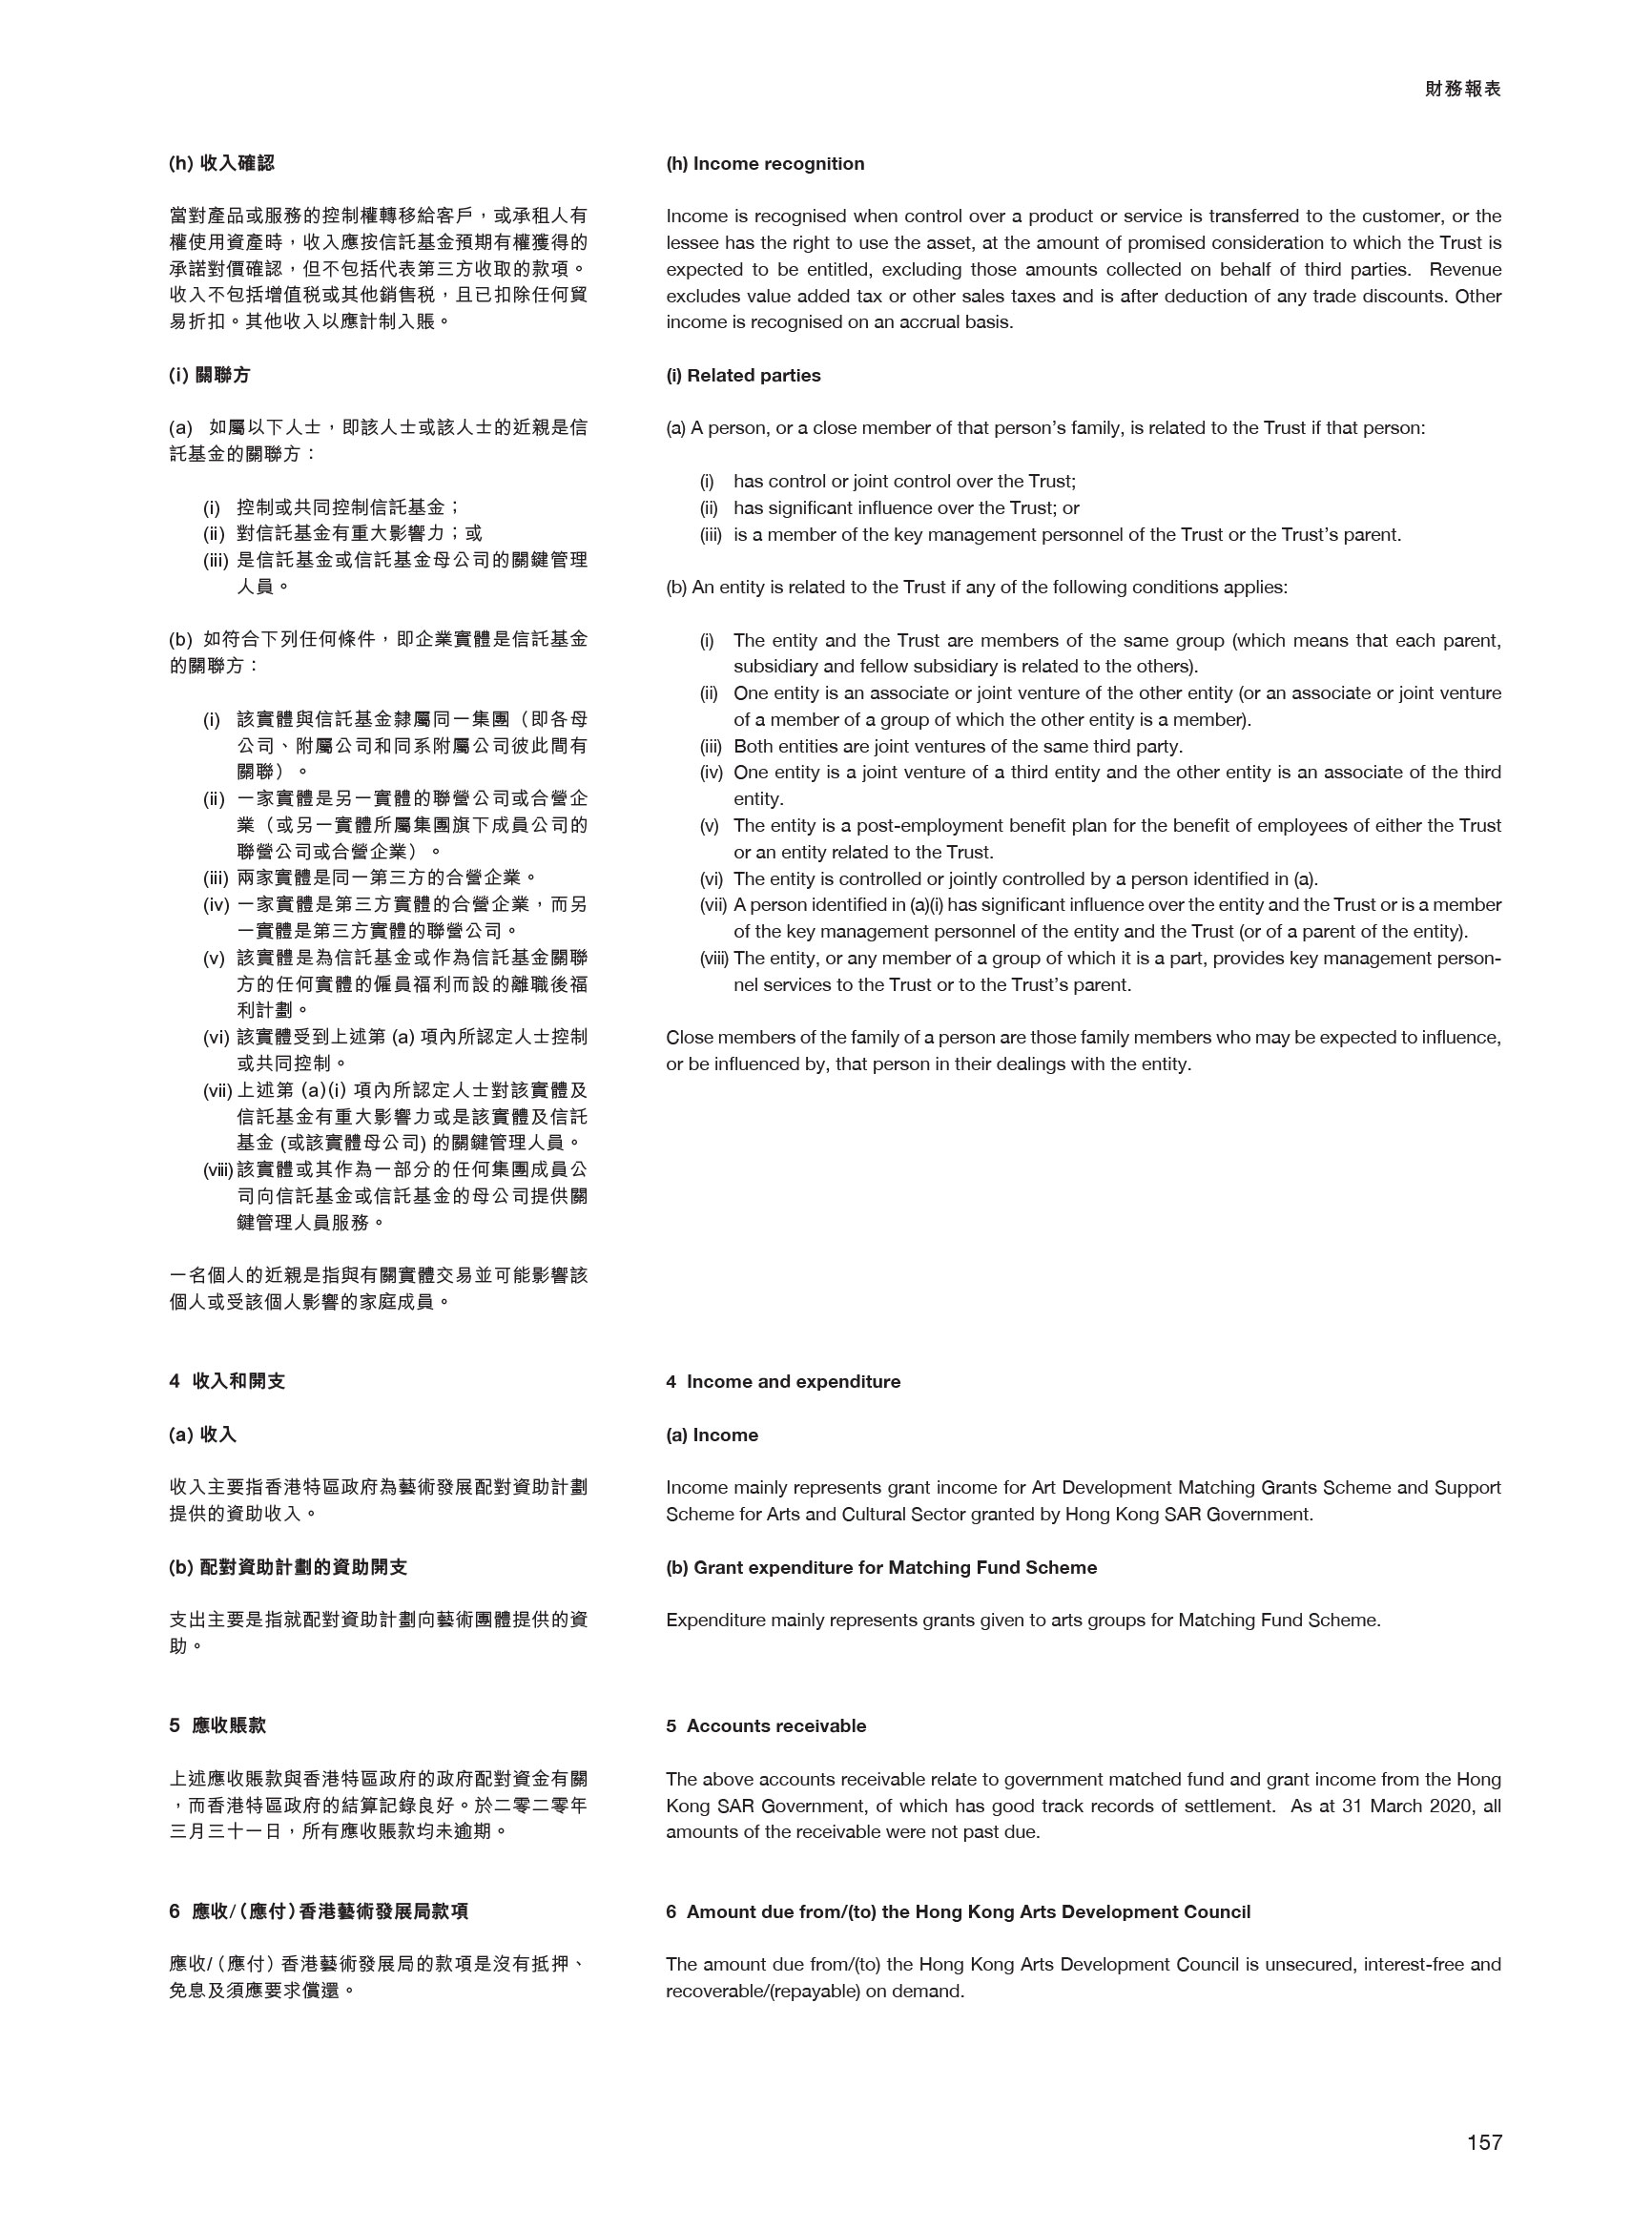 財務報表
(h) 收入確認
當對產品或服務的控制權轉移給客戶，或承租人有
權使用資產時，收入應按信託基金預期有權獲得的
承諾對價確認，但不包括代表第三方收取的款項。
收入不包括增值税或其他銷售税，且已扣除任何貿
易折扣。其他收入以應計制入賬。
(i) 關聯方
(a) 如屬以下人士，即該人士或該人士的近親是信
託基金的關聯方：
(i) 控制或共同控制信託基金；
(ii) 對信託基金有重大影響力；或
(iii) 是信託基金或信託基金母公司的關鍵管理
人員。
(b) 如符合下列任何條件，即企業實體是信託基金
的關聯方：
(i) 該實體與信託基金隸屬同一集團（即各母
公司、附屬公司和同系附屬公司彼此間有
關聯）。
(ii) 一家實體是另一實體的聯營公司或合營企
業（或另一實體所屬集團旗下成員公司的
聯營公司或合營企業）。
(iii) 兩家實體是同一第三方的合營企業。
(iv) 一家實體是第三方實體的合營企業，而另
一實體是第三方實體的聯營公司。
(v) 該實體是為信託基金或作為信託基金關聯
方的任何實體的僱員福利而設的離職後福
利計劃。
(vi) 該實體受到上述第 (a) 項內所認定人士控制
或共同控制。
(vii) 上述第 (a)(i) 項內所認定人士對該實體及
信託基金有重大影響力或是該實體及信託
基金 (或該實體母公司) 的關鍵管理人員。
(viii) 該實體或其作為一部分的任何集團成員公
司向信託基金或信託基金的母公司提供關
鍵管理人員服務。
一名個人的近親是指與有關實體交易並可能影響該
個人或受該個人影響的家庭成員。
4 收入和開支
(a) 收入
收入主要指香港特區政府為藝術發展配對資助計劃
提供的資助收入。
(b) 配對資助計劃的資助開支
支出主要是指就配對資助計劃向藝術團體提供的資
助。
5 應收賬款
上述應收賬款與香港特區政府的政府配對資金有關
，而香港特區政府的結算記錄良好。於二零二零年
三月三十一日，所有應收賬款均未逾期。
6 應收/（應付）香港藝術發展局款項
應收/（應付）香港藝術發展局的款項是沒有抵押、
免息及須應要求償還。
(h) Income recognition
Income is recognised when control over a product or service is transferred to the customer, or the
lessee has the right to use the asset, at the amount of promised consideration to which the Trust is
expected to be entitled, excluding those amounts collected on behalf of third parties. Revenue
excludes value added tax or other sales taxes and is after deduction of any trade discounts. Other
income is recognised on an accrual basis.
(i) Related parties
(a) A person, or a close member of that person’s family, is related to the Trust if that person:
(i) has control or joint control over the Trust;
(ii) has significant influence over the Trust; or
(iii) is a member of the key management personnel of the Trust or the Trust’s parent.
(b) An entity is related to the Trust if any of the following conditions applies:
(i) The entity and the Trust are members of the same group (which means that each parent,
subsidiary and fellow subsidiary is related to the others).
(ii) One entity is an associate or joint venture of the other entity (or an associate or joint venture
of a member of a group of which the other entity is a member).
(iii) Both entities are joint ventures of the same third party.
(iv) One entity is a joint venture of a third entity and the other entity is an associate of the third
entity.
(v) The entity is a post-employment benefit plan for the benefit of employees of either the Trust
or an entity related to the Trust.
(vi) The entity is controlled or jointly controlled by a person identified in (a).
(vii) A person identified in (a)(i) has significant influence over the entity and the Trust or is a member
of the key management personnel of the entity and the Trust (or of a parent of the entity).
(viii) The entity, or any member of a group of which it is a part, provides key management person-
nel services to the Trust or to the Trust’s parent.
Close members of the family of a person are those family members who may be expected to influence,
or be influenced by, that person in their dealings with the entity.
4 Income and expenditure
(a) Income
Income mainly represents grant income for Art Development Matching Grants Scheme and Support
Scheme for Arts and Cultural Sector granted by Hong Kong SAR Government.
(b) Grant expenditure for Matching Fund Scheme
Expenditure mainly represents grants given to arts groups for Matching Fund Scheme.
5 Accounts receivable
The above accounts receivable relate to government matched fund and grant income from the Hong
Kong SAR Government, of which has good track records of settlement. As at 31 March 2020, all
amounts of the receivable were not past due.
6 Amount due from/(to) the Hong Kong Arts Development Council
The amount due from/(to) the Hong Kong Arts Development Council is unsecured, interest-free and
recoverable/(repayable) on demand.
157